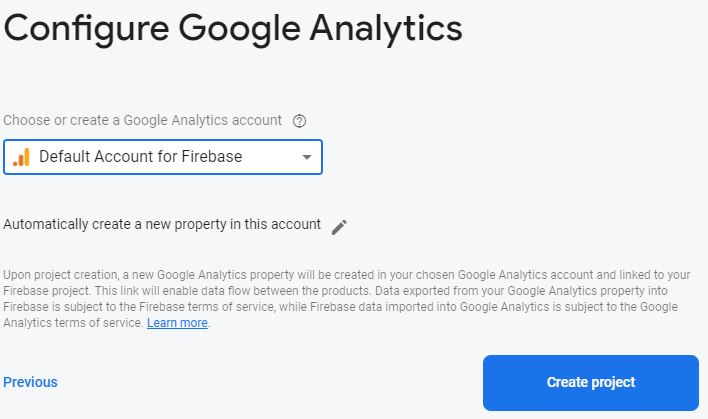 Configure Google Analytics
Choose or create a Google Analytics account
Default Account for Firebase
Automatically create a new property in this account
Upon project creation, a new Google Analytics property will be created in your chosen Google Analytics account and linked to your
Firebase project. This link will enable data flow between the products. Data exported from your Google Analytics property into
Firebase is subject to the Firebase terms of service, while Firebase data imported into Google Analytics is subject to the Google
Analytics terms of service. Learn more.
Previous
Create project